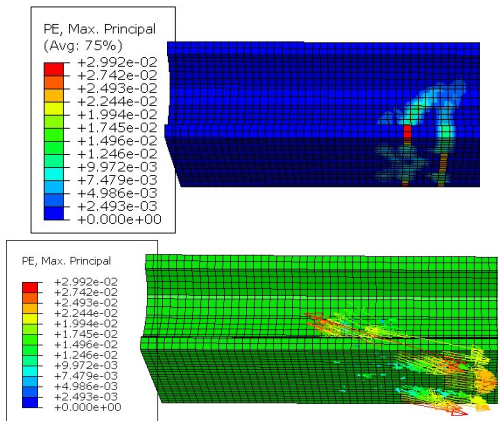 PE, Max. Principal
(Avg: 75%)
+2.992e-02
+2.742e-02
+2.493e-02
+2.244e-02
+1.994e-02
+1.745e-02
+1.496e-02
+1.246e-02
+9.972e-03
+7.479e-03
+4.986e-03
+2.493e-03
+0.000e+00
PE, Max. Principal
+2.992e-02
+2.742e-02
+2.493e-02
+2.244e-02
+1.994e-02
+1.745e-02
+1.496e-02
+1.246e-02
+9.972e-03
+7.479e-03
+4.986e-03
+2.493e-03
+0.000e+00